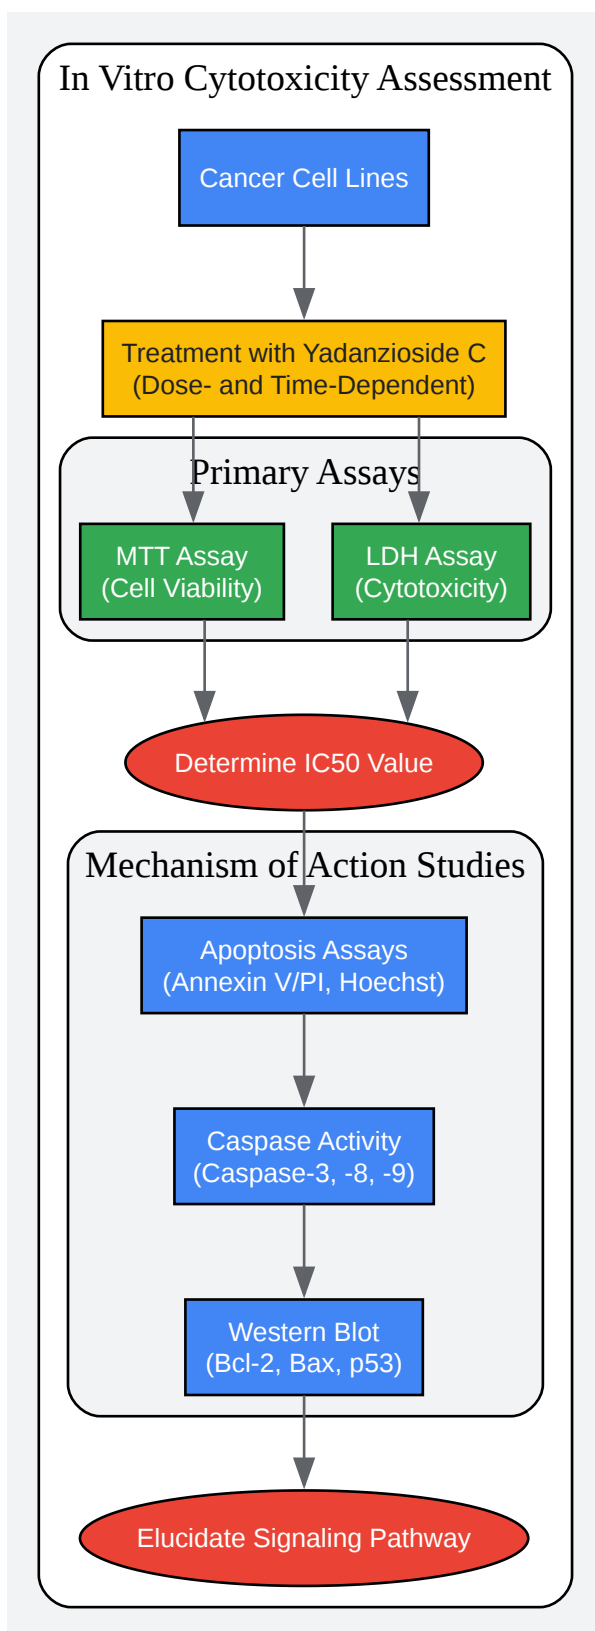 In Vitro Cytotoxicity Assessment
Cancer Cell Lines
Treatment with Yadanzioside C
(Dose- and Time-Dependent)
Primary Assays
MTT Assay
(Cell Viability)
LDH Assay
(Cytotoxicity)
Determine IC50 Value
Mechanism of Action Studies
Apoptosis Assays
(Annexin V/PI, Hoechst)
Caspase Activity
(Caspase-3, -8, -9)
Western Blot
(Bcl-2, Bax, p53)
Elucidate Signaling Pathway